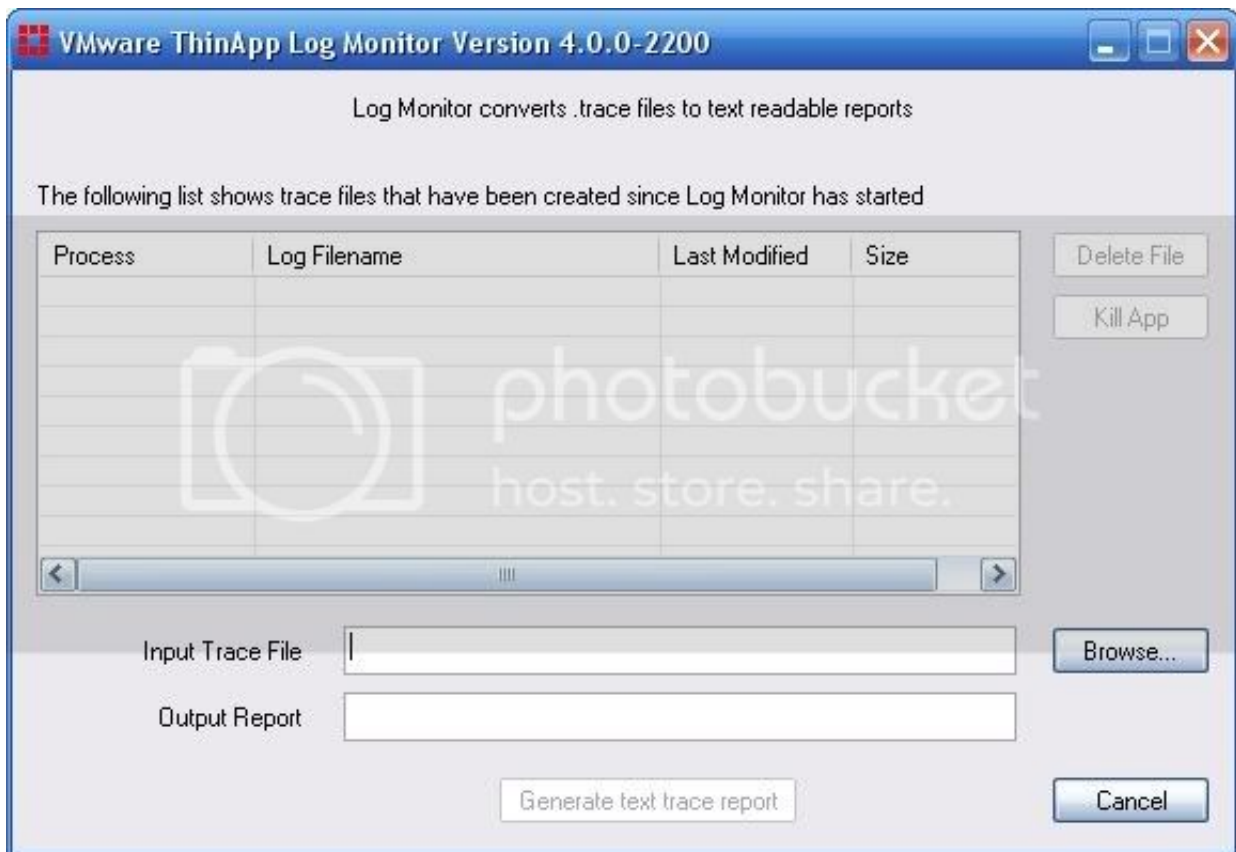 VMware ThinApp Log Monitor Version 4.0.0-2200
Log Monitor converts .trace files to text readable reports
The following list shows trace files that have been created since Log Monitor has started
Process Log Filename Last Modified Size
Delete File
Kill App
photobucket
host. store. share.
Input Trace File
Browse...
Output Report
Generate text trace report
Cancel